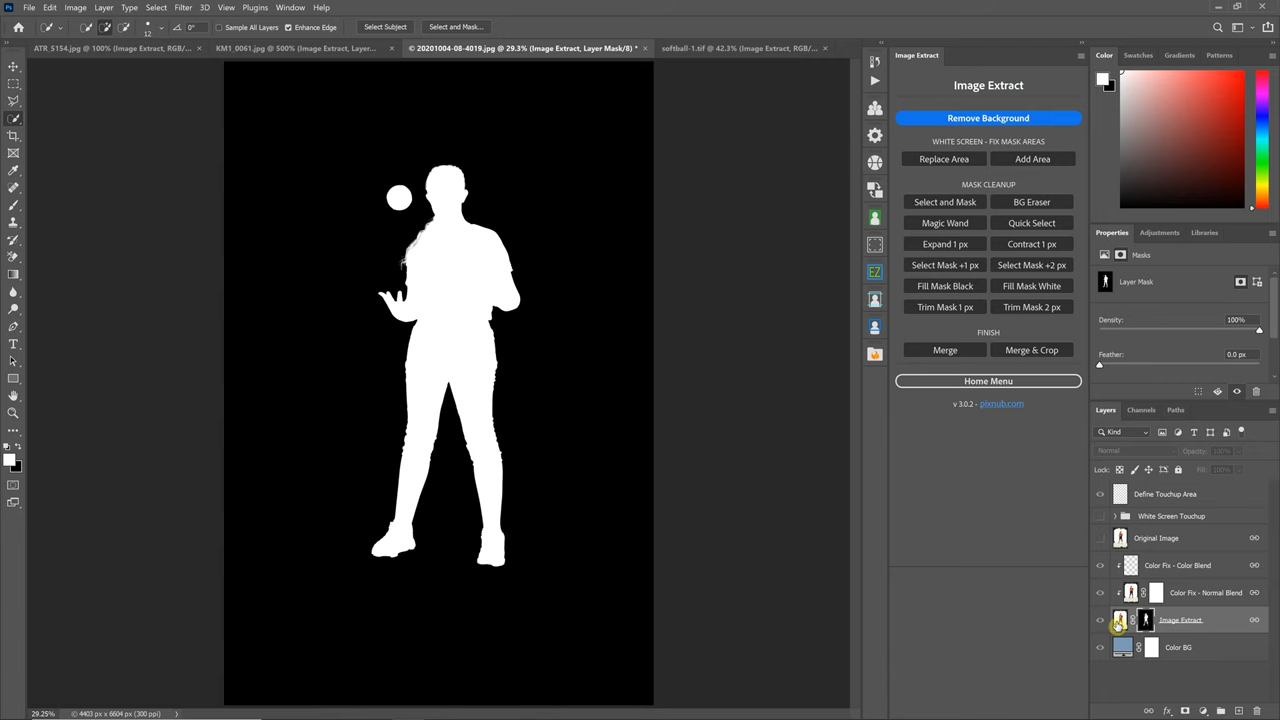 File Edit Image Layer Type Select Filter 3D View Plugins Window Help
12 0° Sample All Layers Enhance Edge Select Subject Select and Mask...
ATR_5154.jpg @ 100% (Image Extract, RGB/... × KM1_0061.jpg @ 500% (Image Extract, Layer... × © 20201004-08-4019.jpg @ 29.3% (Image Extract, Layer Mask/8) * × softball-1.tif @ 42.3% (Image Extract, RGB/... ×
Image Extract
Image Extract
Remove Background
WHITE SCREEN - FIX MASK AREAS
Replace Area Add Area
MASK CLEANUP
Select and Mask BG Eraser
Magic Wand Quick Select
Expand 1 px Contract 1 px
Select Mask +1 px Select Mask +2 px
Fill Mask Black Fill Mask White
Trim Mask 1 px Trim Mask 2 px
FINISH
Merge Merge & Crop
Home Menu
v 3.0.2 - pixnub.com
EZ
Color Swatches Gradients Patterns
Properties Adjustments Libraries
Masks
Layer Mask
Density: 100%
Feather: 0.0 px
Layers Channels Paths
Kind
Normal Opacity: 100%
Lock: Fill: 100%
Define Touchup Area
White Screen Touchup
Original Image
Color Fix - Color Blend
Color Fix - Normal Blend
Image Extract
Color BG
29.25% © 4403 px x 6604 px (300 ppi)